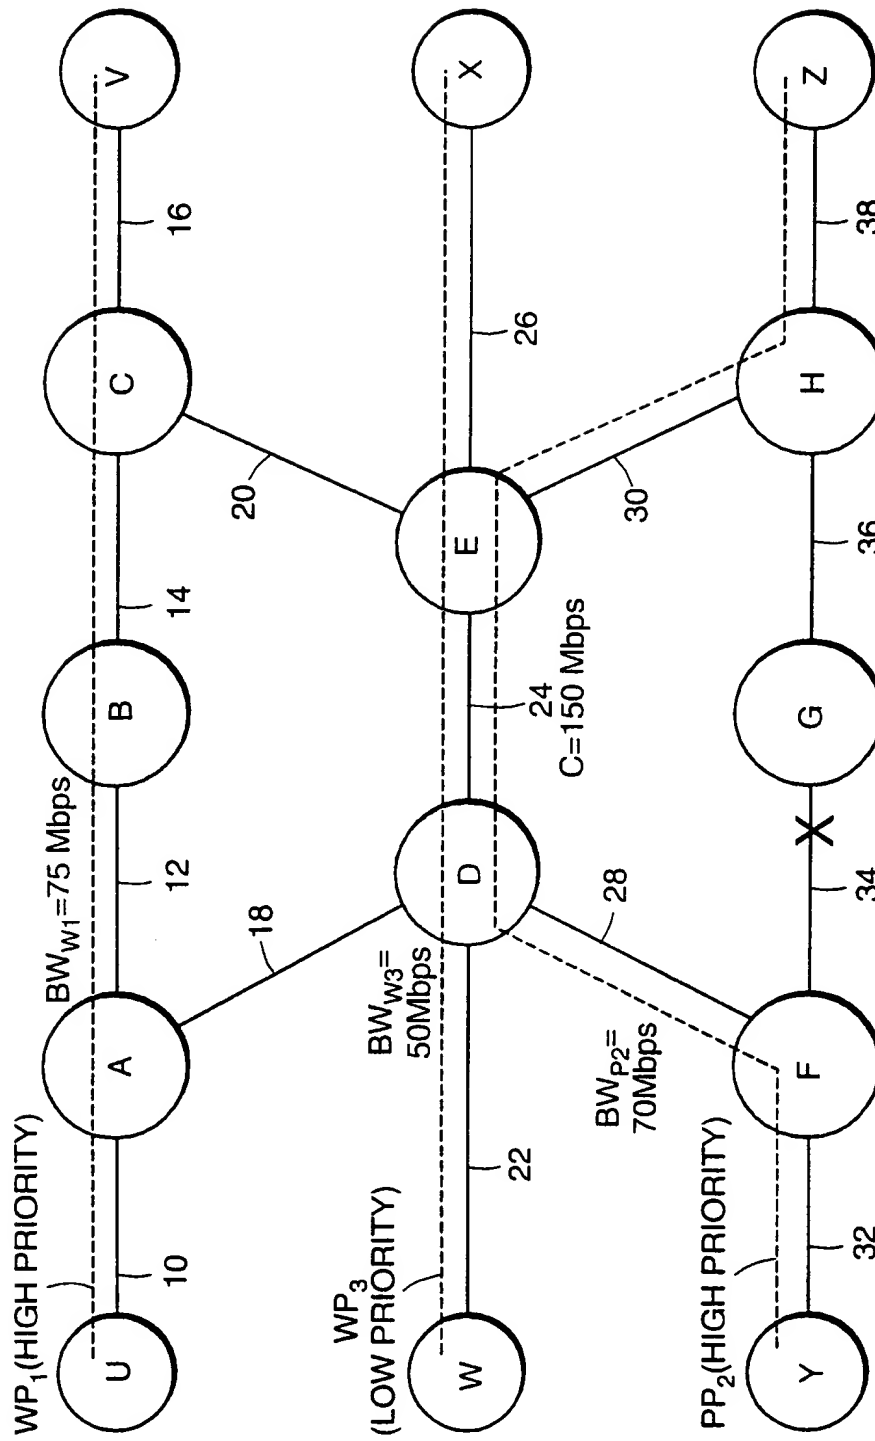 WP1(HIGH PRIORITY)
BWW1=75 Mbps
U
A
B
C
V
10
12
14
16
18
20
WP3
(LOW PRIORITY)
BWW3=
50Mbps
W
D
E
X
22
24
C=150 Mbps
26
BWP2=
70Mbps
28
30
PP2(HIGH PRIORITY)
Y
F
X
G
H
Z
32
34
36
38